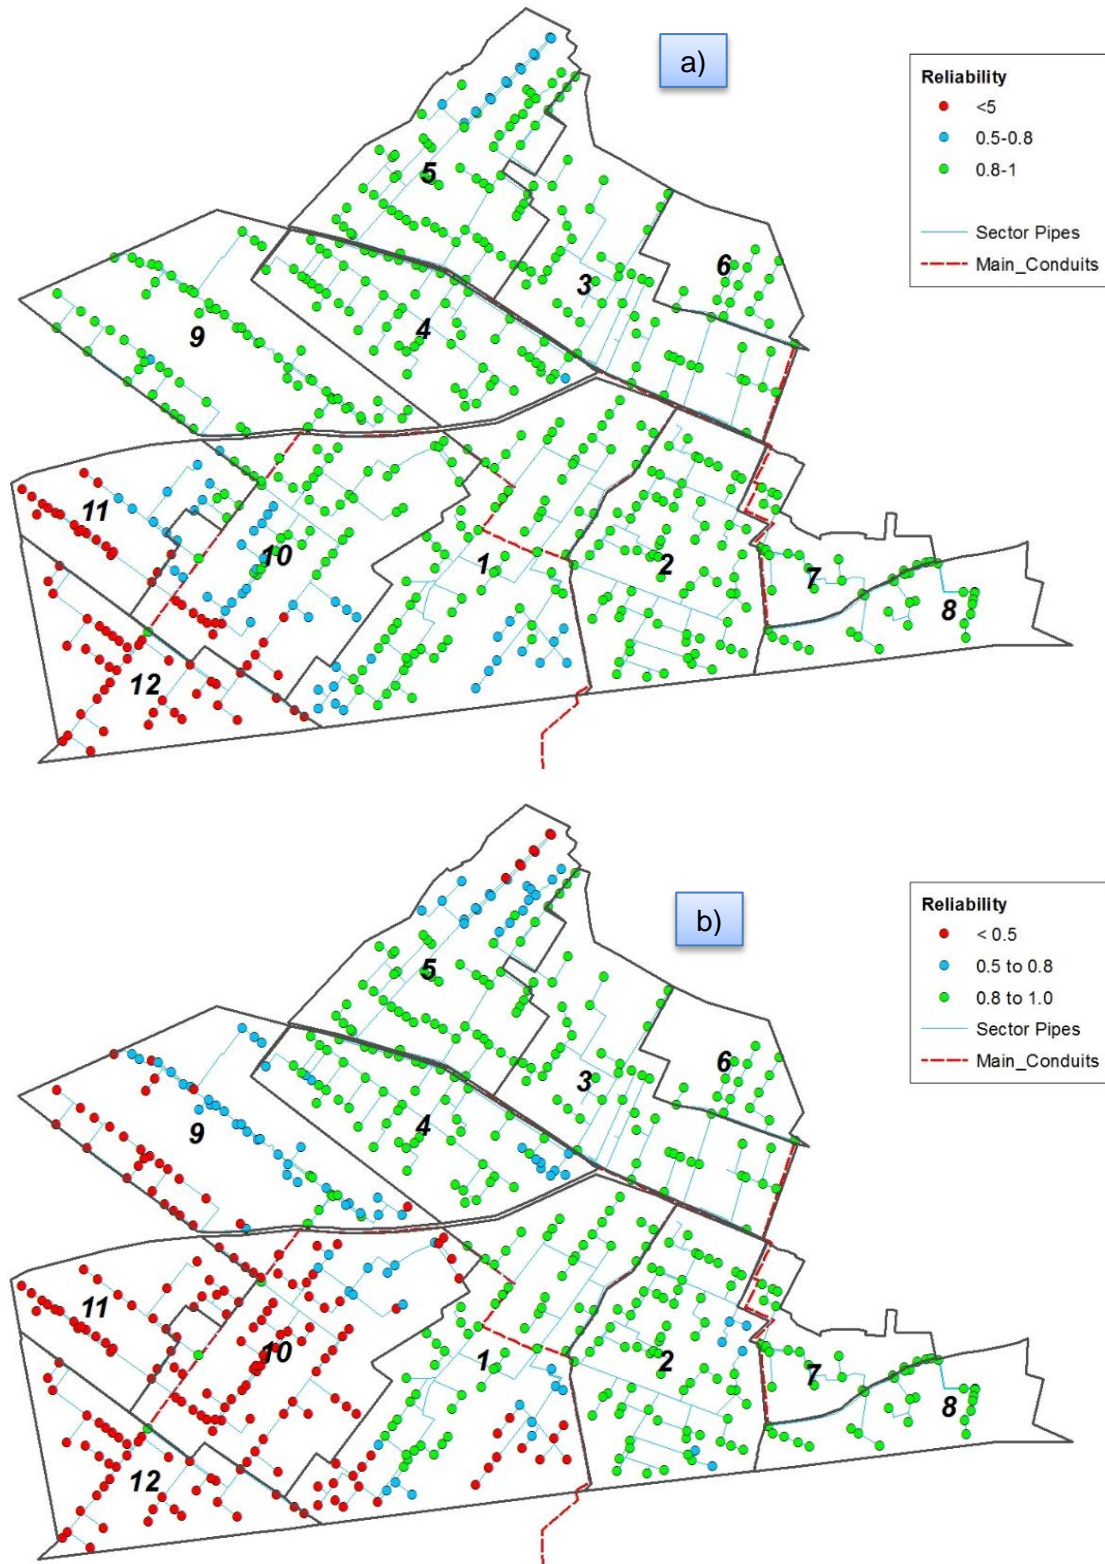 a)
Reliability
<5
0.5-0.8
0.8-1
Sector Pipes
Main_Conduits
5
6
3
9
4
11
10
1
2
7
8
12
b)
Reliability
< 0.5
0.5 to 0.8
0.8 to 1.0
Sector Pipes
Main_Conduits
5
6
3
9
4
11
10
1
2
7
8
12